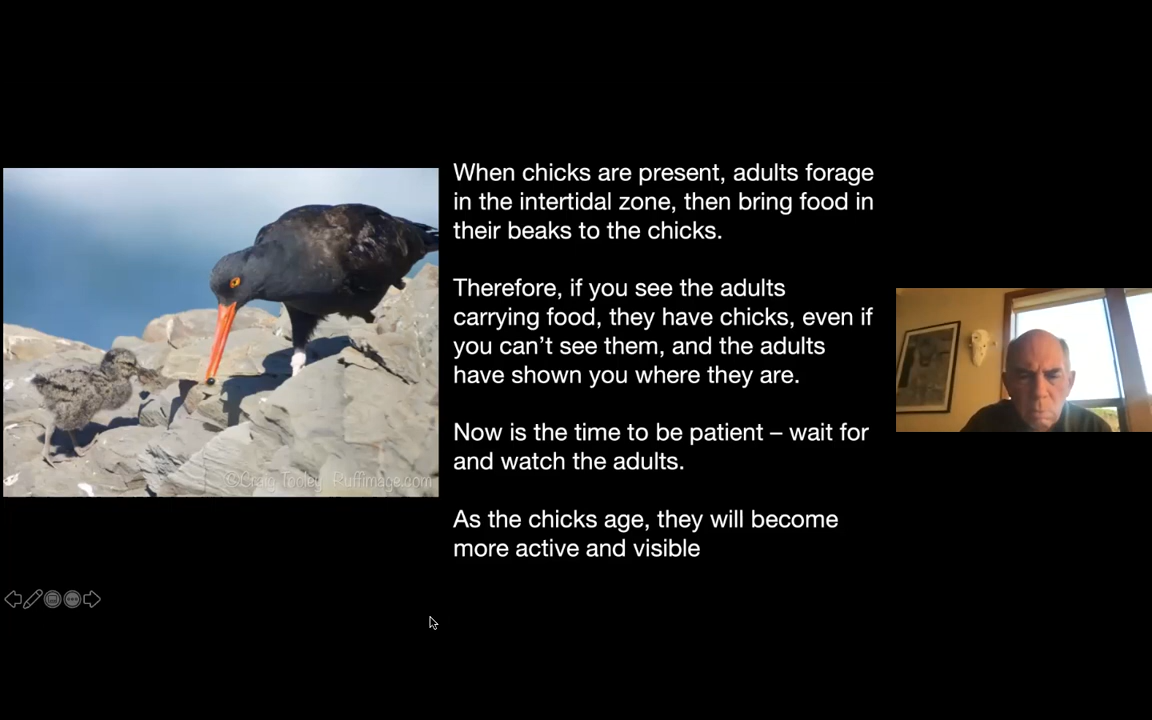 When chicks are present, adults forage
in the intertidal zone, then bring food in
their beaks to the chicks.
Therefore, if you see the adults
carrying food, they have chicks, even if
you can’t see them, and the adults
have shown you where they are.
Now is the time to be patient – wait for
and watch the adults.
As the chicks age, they will become
more active and visible
©Craig Tooley Ruffimage.com